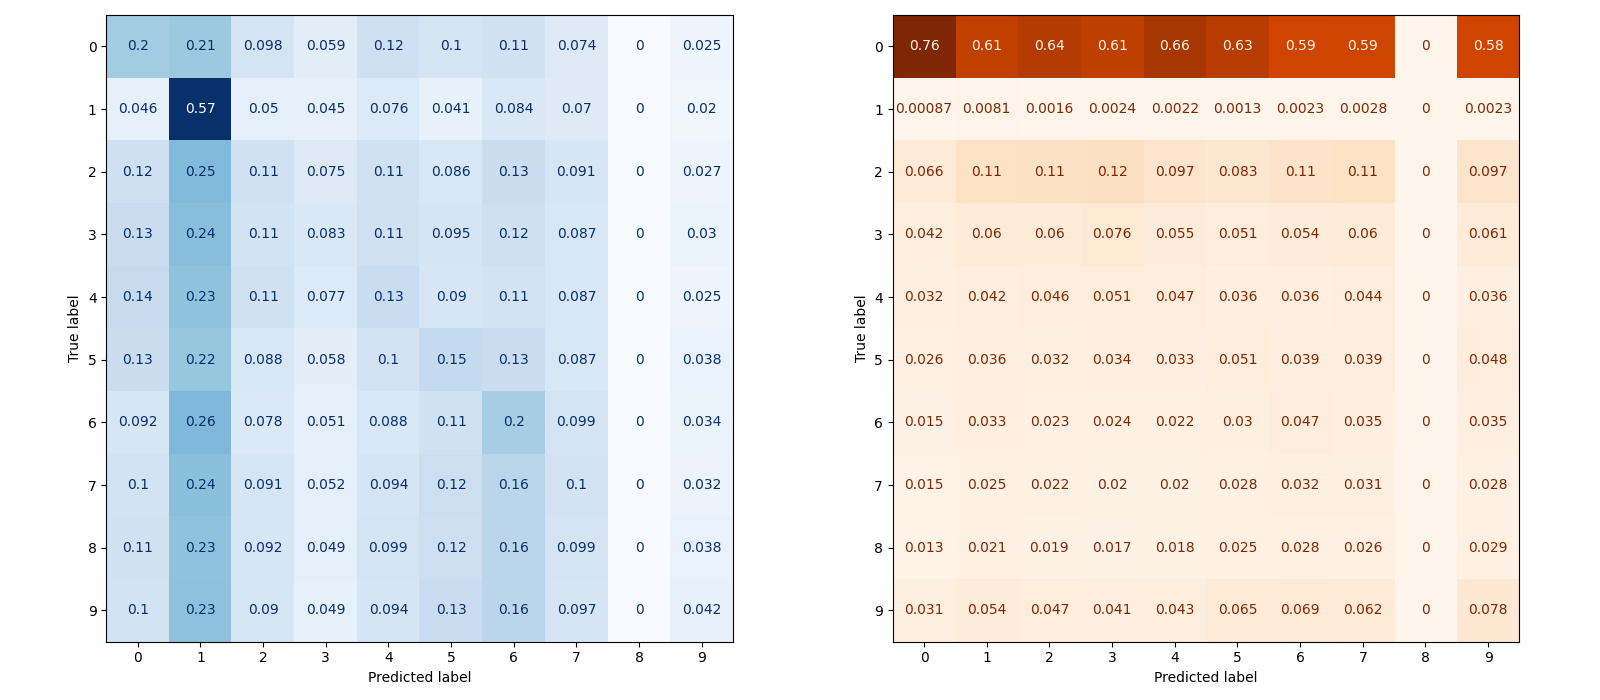 0 0.2 0.21 0.098 0.059 0.12 0.1 0.11 0.074 0 0.025
1 0.046 0.57 0.05 0.045 0.076 0.041 0.084 0.07 0 0.02
2 0.12 0.25 0.11 0.075 0.11 0.086 0.13 0.091 0 0.027
3 0.13 0.24 0.11 0.083 0.11 0.095 0.12 0.087 0 0.03
4 0.14 0.23 0.11 0.077 0.13 0.09 0.11 0.087 0 0.025
5 0.13 0.22 0.088 0.058 0.1 0.15 0.13 0.087 0 0.038
6 0.092 0.26 0.078 0.051 0.088 0.11 0.2 0.099 0 0.034
7 0.1 0.24 0.091 0.052 0.094 0.12 0.16 0.1 0 0.032
8 0.11 0.23 0.092 0.049 0.099 0.12 0.16 0.099 0 0.038
9 0.1 0.23 0.09 0.049 0.094 0.13 0.16 0.097 0 0.042
0 1 2 3 4 5 6 7 8 9
Predicted label
True label
0 0.76 0.61 0.64 0.61 0.66 0.63 0.59 0.59 0 0.58
1 0.00087 0.0081 0.0016 0.0024 0.0022 0.0013 0.0023 0.0028 0 0.0023
2 0.066 0.11 0.11 0.12 0.097 0.083 0.11 0.11 0 0.097
3 0.042 0.06 0.06 0.076 0.055 0.051 0.054 0.06 0 0.061
4 0.032 0.042 0.046 0.051 0.047 0.036 0.036 0.044 0 0.036
5 0.026 0.036 0.032 0.034 0.033 0.051 0.039 0.039 0 0.048
6 0.015 0.033 0.023 0.024 0.022 0.03 0.047 0.035 0 0.035
7 0.015 0.025 0.022 0.02 0.02 0.028 0.032 0.031 0 0.028
8 0.013 0.021 0.019 0.017 0.018 0.025 0.028 0.026 0 0.029
9 0.031 0.054 0.047 0.041 0.043 0.065 0.069 0.062 0 0.078
0 1 2 3 4 5 6 7 8 9
Predicted label
True label